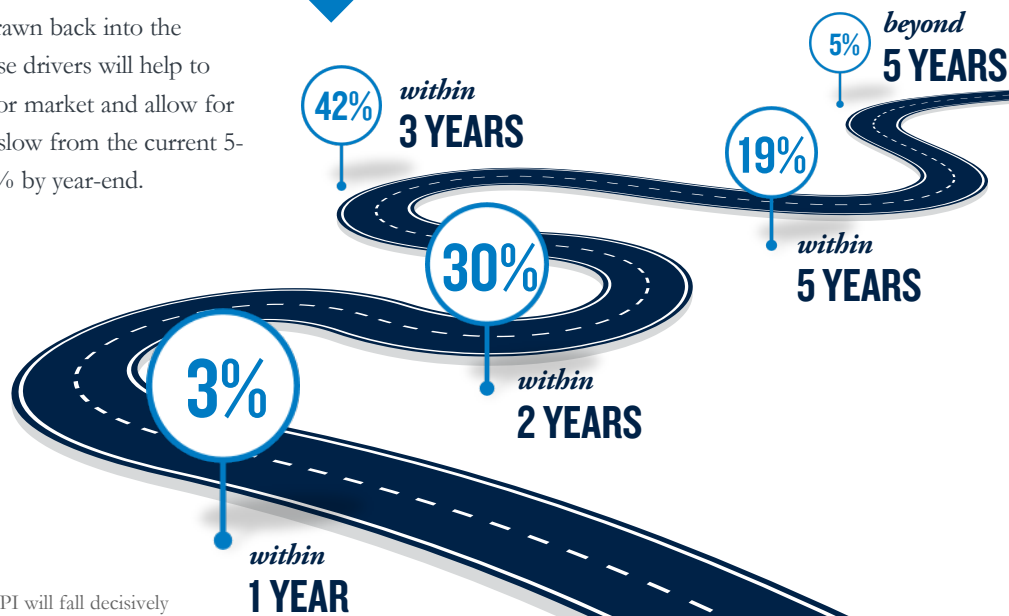 rawn back into the
se drivers will help to
or market and allow for
slow from the current 5-
% by year-end.
42%
within
3 YEARS
5%
beyond
5 YEARS
19%
within
5 YEARS
30%
within
2 YEARS
3%
within
1 YEAR
PI will fall decisively